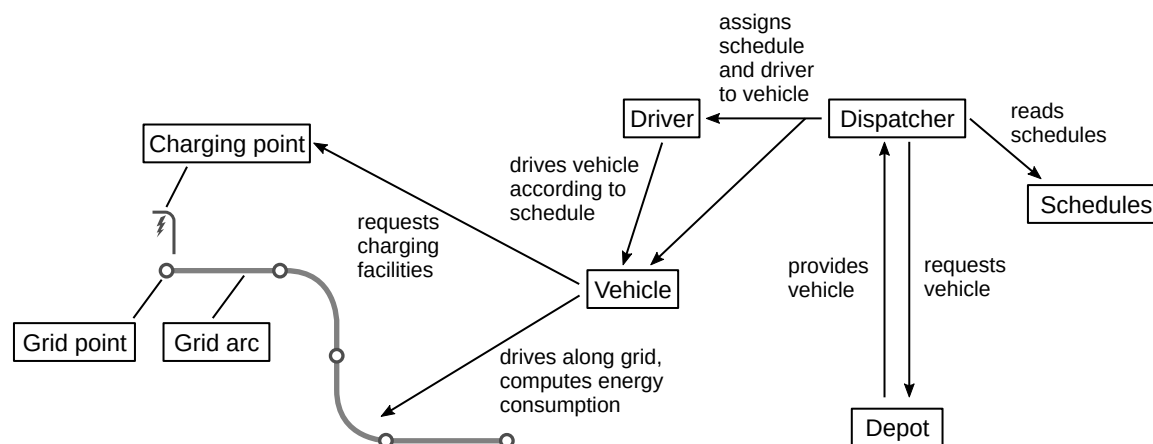 assigns
schedule
and driver
to vehicle
Driver
Dispatcher
reads
schedules
Charging point
drives vehicle
according to
schedule
Schedules
requests
charging
facilities
Vehicle
provides
vehicle
requests
vehicle
Grid point
Grid arc
drives along grid,
computes energy
consumption
Depot